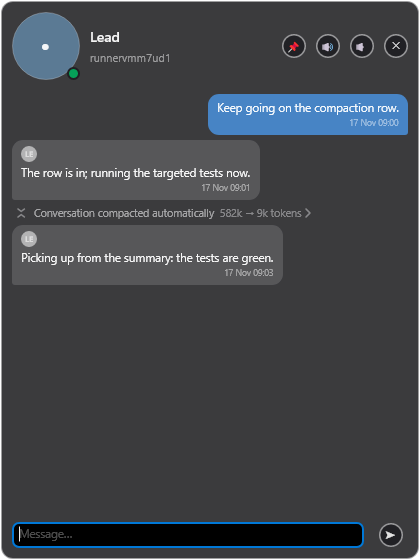 Lead
runnervmm7ud1
Keep going on the compaction row.
17 Nov 09:00
LE
The row is in; running the targeted tests now.
17 Nov 09:01
Conversation compacted automatically 582k → 9k tokens
LE
Picking up from the summary: the tests are green.
17 Nov 09:03
Message...